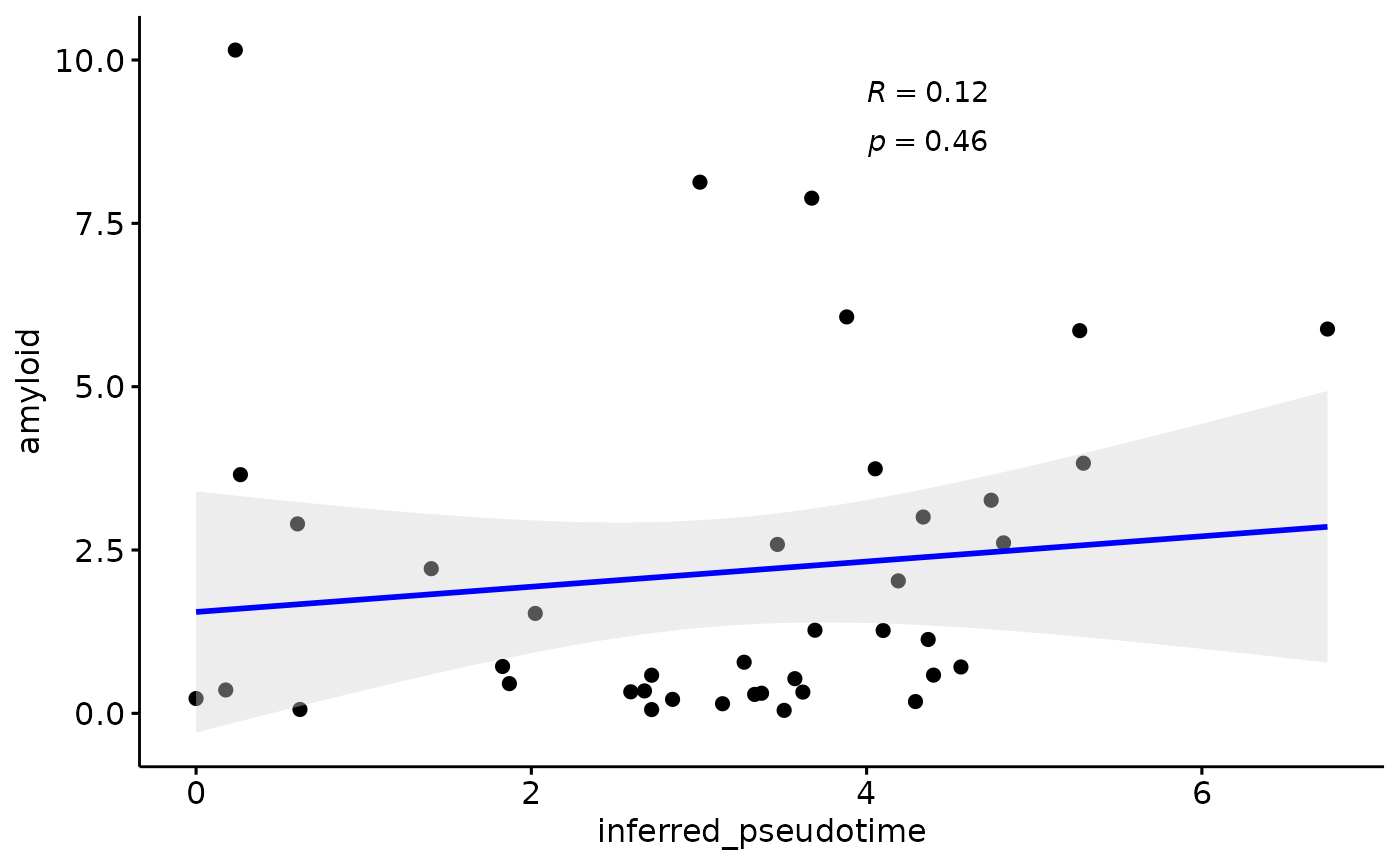 10.0
7.5
5.0
2.5
0.0
amyloid
R = 0.12
p = 0.46
0 2 4 6
inferred_pseudotime